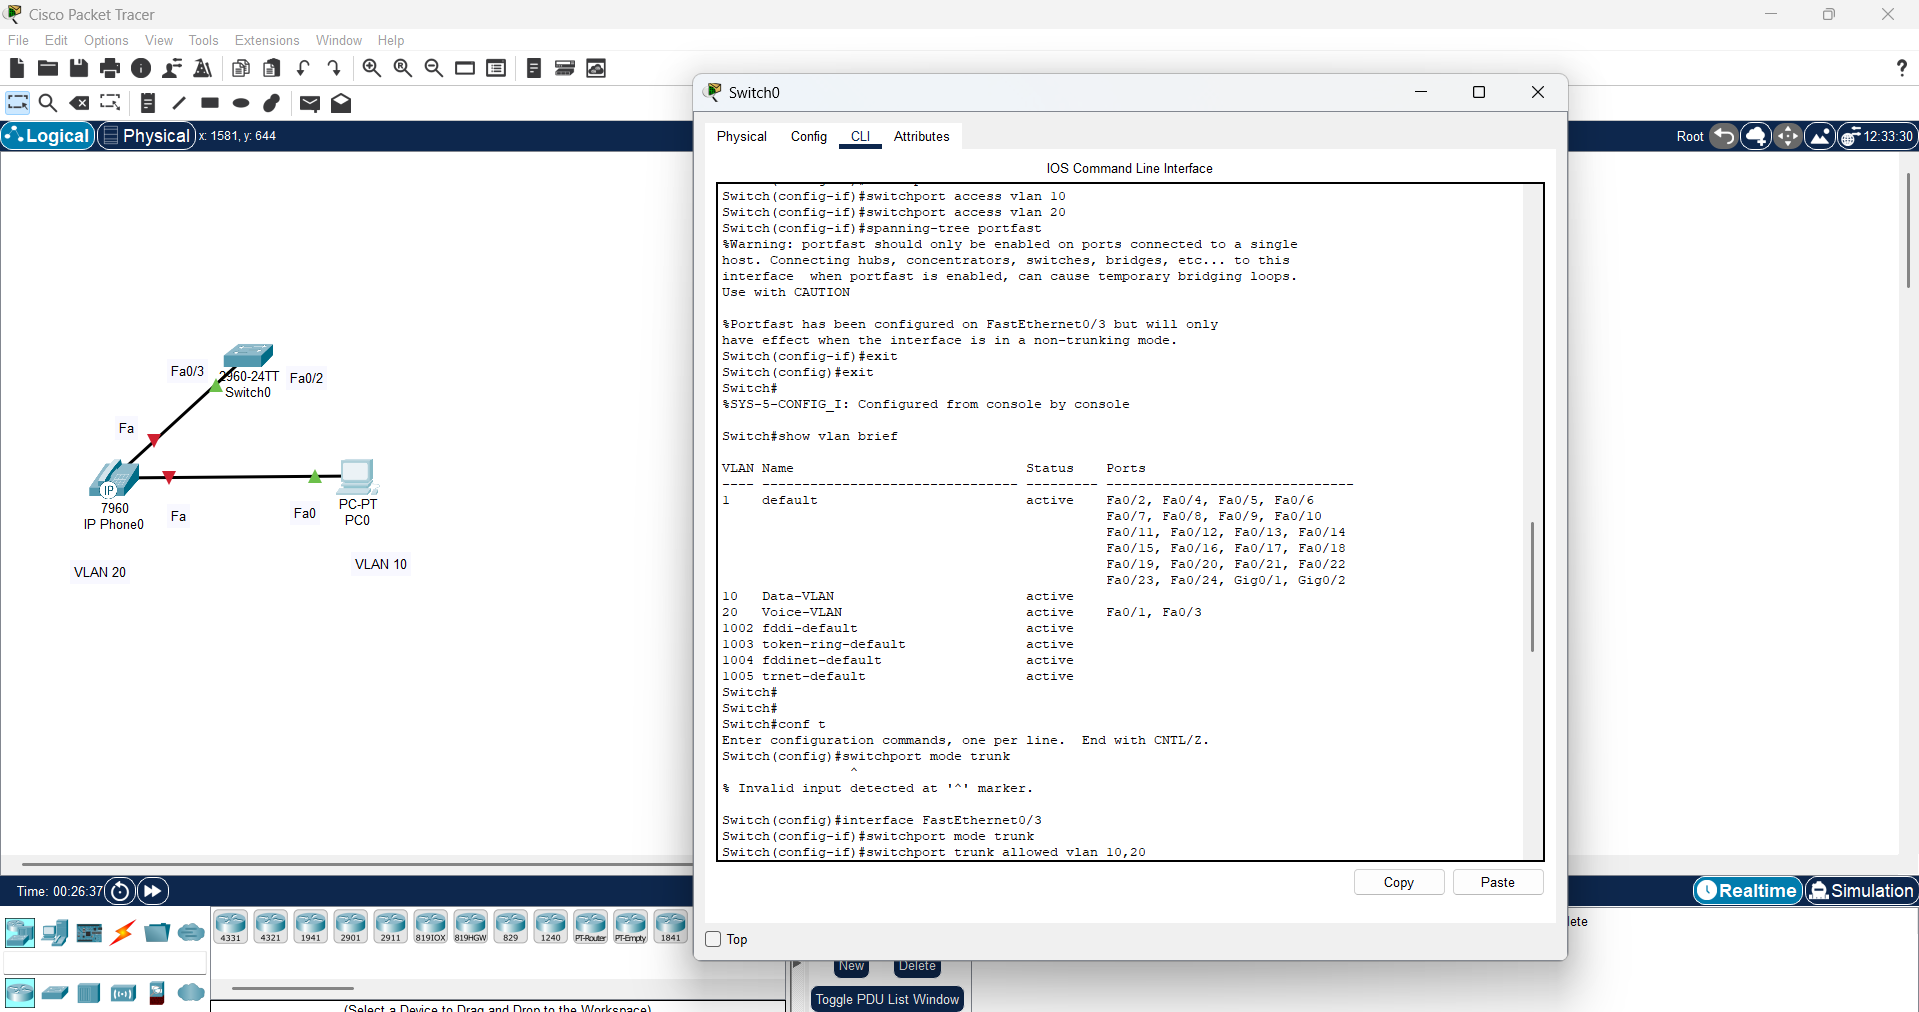 Cisco Packet Tracer
File Edit Options View Tools Extensions Window Help
Logical Physical x: 1581, y: 644
Root 12:33:30
Fa0/3
2960-24TT
Switch0
Fa0/2
Fa
IP
7960
IP Phone0
Fa
Fa0
PC-PT
PC0
VLAN 20
VLAN 10
Switch0
Physical Config CLI Attributes
IOS Command Line Interface
Switch(config-if)#switchport access vlan 10
Switch(config-if)#switchport access vlan 20
Switch(config-if)#spanning-tree portfast
%Warning: portfast should only be enabled on ports connected to a single
host. Connecting hubs, concentrators, switches, bridges, etc... to this
interface  when portfast is enabled, can cause temporary bridging loops.
Use with CAUTION
%Portfast has been configured on FastEthernet0/3 but will only
have effect when the interface is in a non-trunking mode.
Switch(config-if)#exit
Switch(config)#exit
Switch#
%SYS-5-CONFIG_I: Configured from console by console
Switch#show vlan brief
VLAN Name Status Ports
---- -------------------------------- --------- -------------------------------
1 default active Fa0/2, Fa0/4, Fa0/5, Fa0/6
Fa0/7, Fa0/8, Fa0/9, Fa0/10
Fa0/11, Fa0/12, Fa0/13, Fa0/14
Fa0/15, Fa0/16, Fa0/17, Fa0/18
Fa0/19, Fa0/20, Fa0/21, Fa0/22
Fa0/23, Fa0/24, Gig0/1, Gig0/2
10 Data-VLAN active
20 Voice-VLAN active Fa0/1, Fa0/3
1002 fddi-default active
1003 token-ring-default active
1004 fddinet-default active
1005 trnet-default active
Switch#
Switch#
Switch#conf t
Enter configuration commands, one per line.  End with CNTL/Z.
Switch(config)#switchport mode trunk
^
% Invalid input detected at '^' marker.
Switch(config)#interface FastEthernet0/3
Switch(config-if)#switchport mode trunk
Switch(config-if)#switchport trunk allowed vlan 10,20
Copy Paste
Top
Time: 00:26:37
Realtime Simulation
4331 4321 1941 2901 2911 819IOX 819HGW 829 1240 PT-Router PT-Empty 1841
lete
New Delete
Toggle PDU List Window
(Select a Device to Drag and Drop to the Workspace)